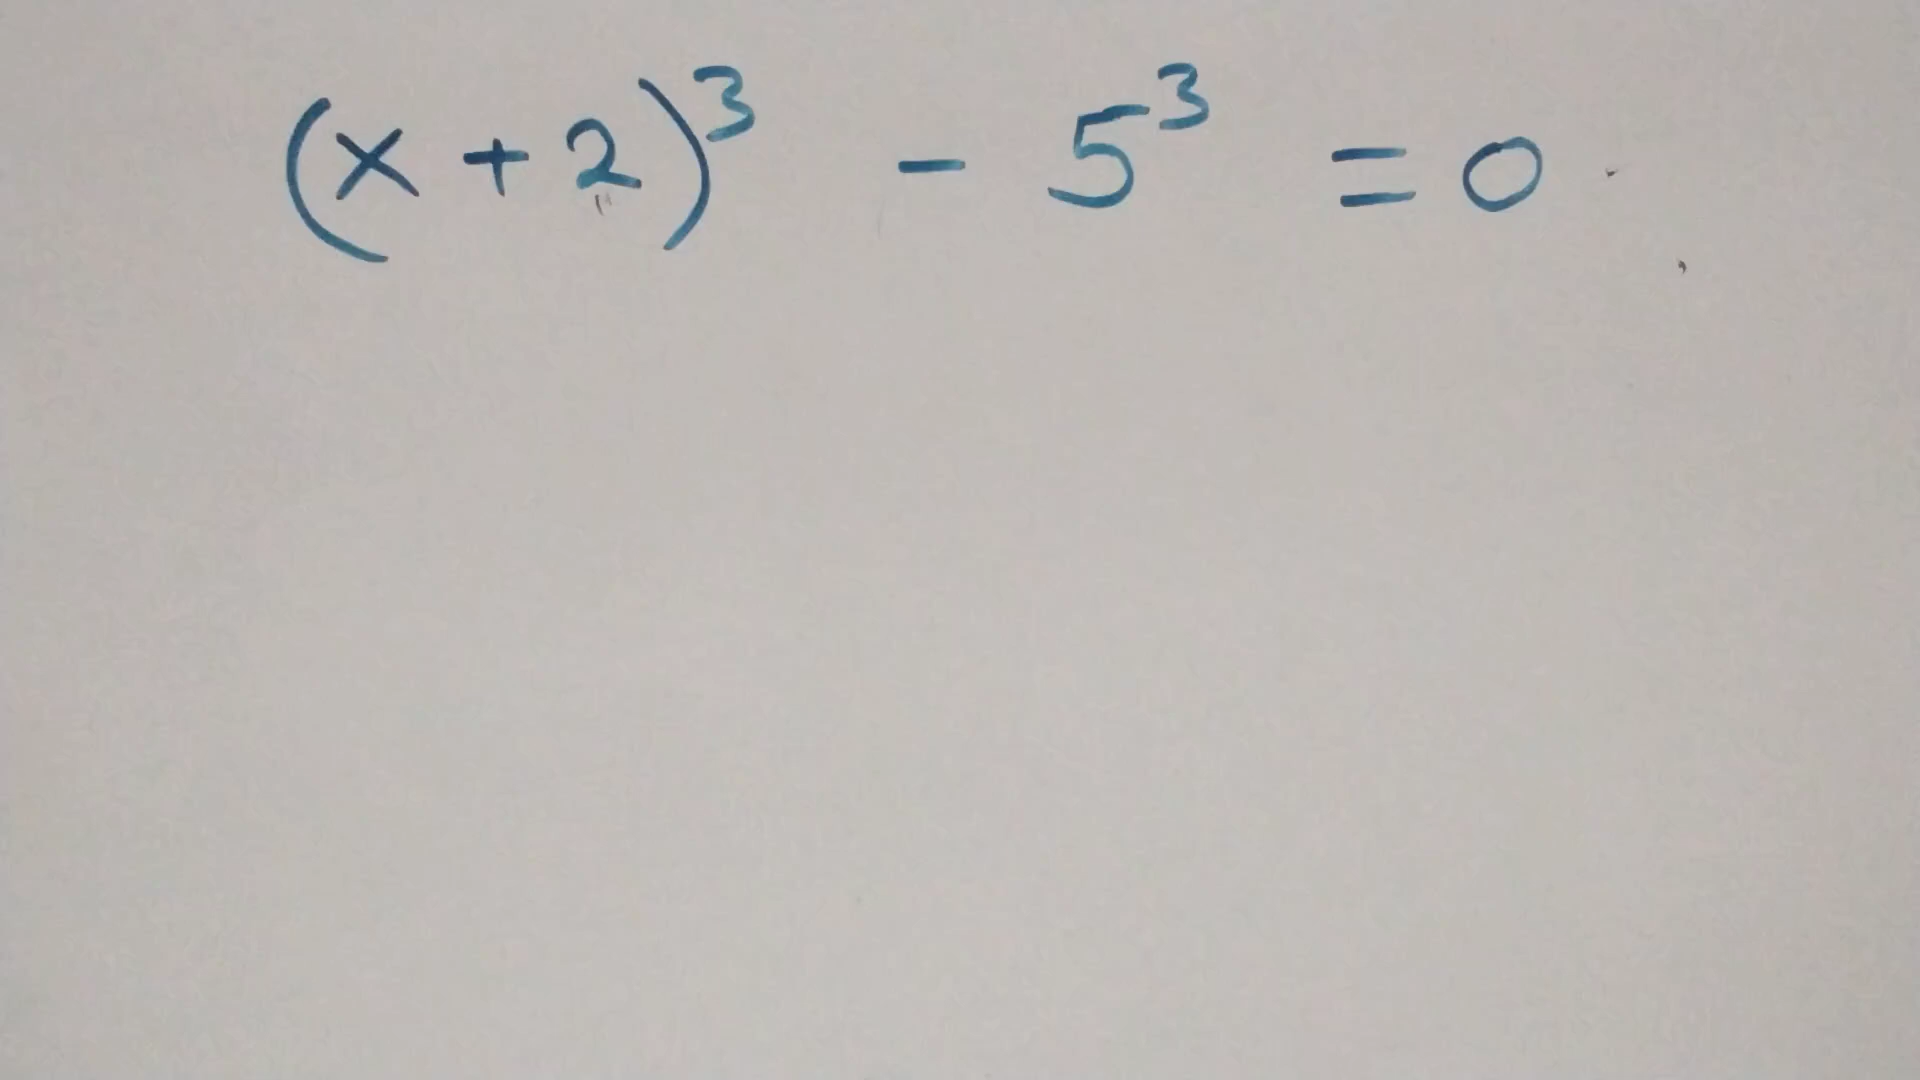 (x + 2)³ - 5³ = 0